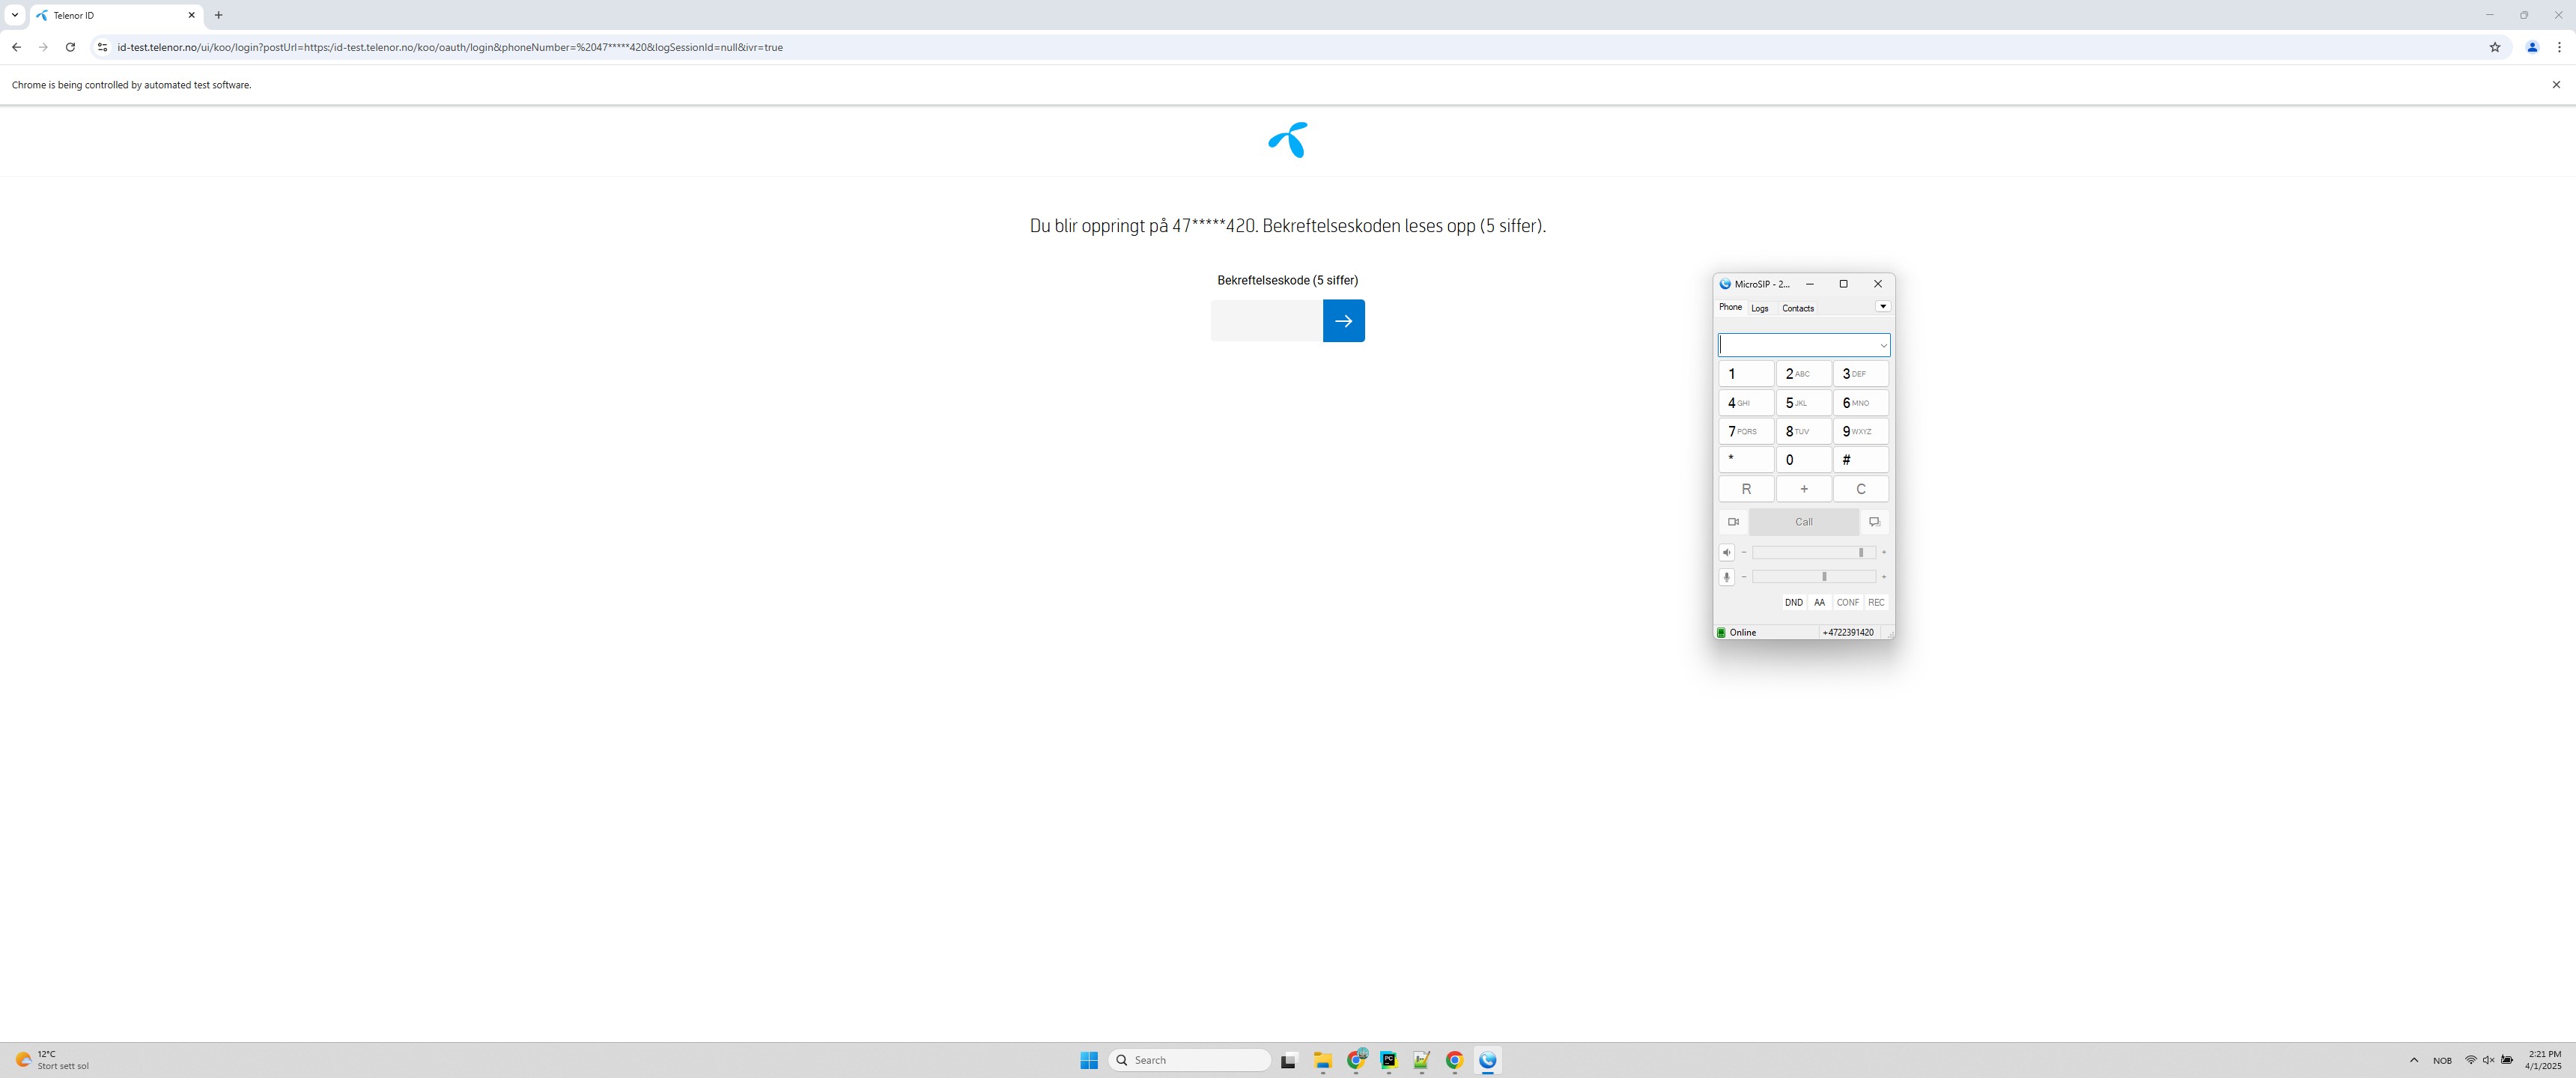 Telenor ID
id-test.telenor.no/ui/koo/login?postUrl=https:/id-test.telenor.no/koo/oauth/login&phoneNumber=%2047*****420&logSessionId=null&ivr=true
Chrome is being controlled by automated test software.
Du blir oppringt på 47*****420. Bekreftelseskoden leses opp (5 siffer).
Bekreftelseskode (5 siffer)
MicroSIP - 2...
Phone Logs Contacts
1 2 ABC 3 DEF
4 GHI 5 JKL 6 MNO
7 PQRS 8 TUV 9 WXYZ
* 0 #
R + C
Call
- +
- +
DND AA CONF REC
Online +4722391420
12°C
Stort sett sol
Search
NOB
2:21 PM
4/1/2025